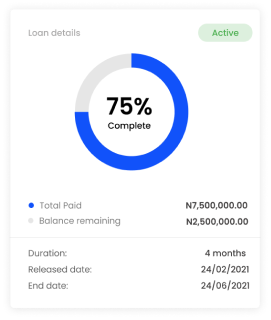 Loan details
Active
75%
Complete
Total Paid N7,500,000.00
Balance remaining N2,500,000.00
Duration: 4 months
Released date: 24/02/2021
End date: 24/06/2021